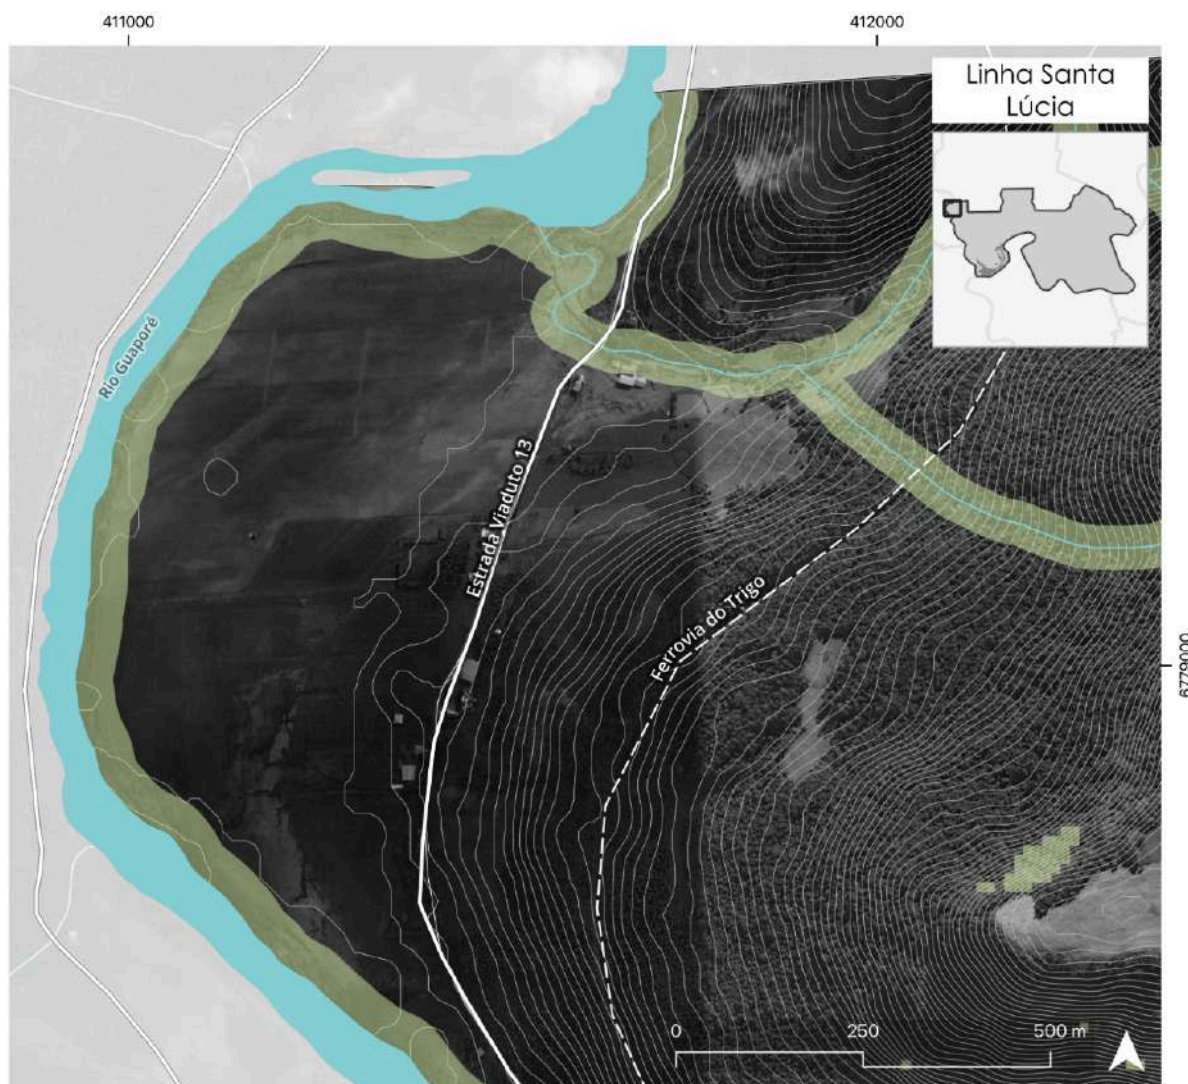 411000
412000
Linha Santa
Lúcia
Rio Guaporé
Estrada Viaduto 13
Ferrovia do Trigo
6779000
0
250
500 m